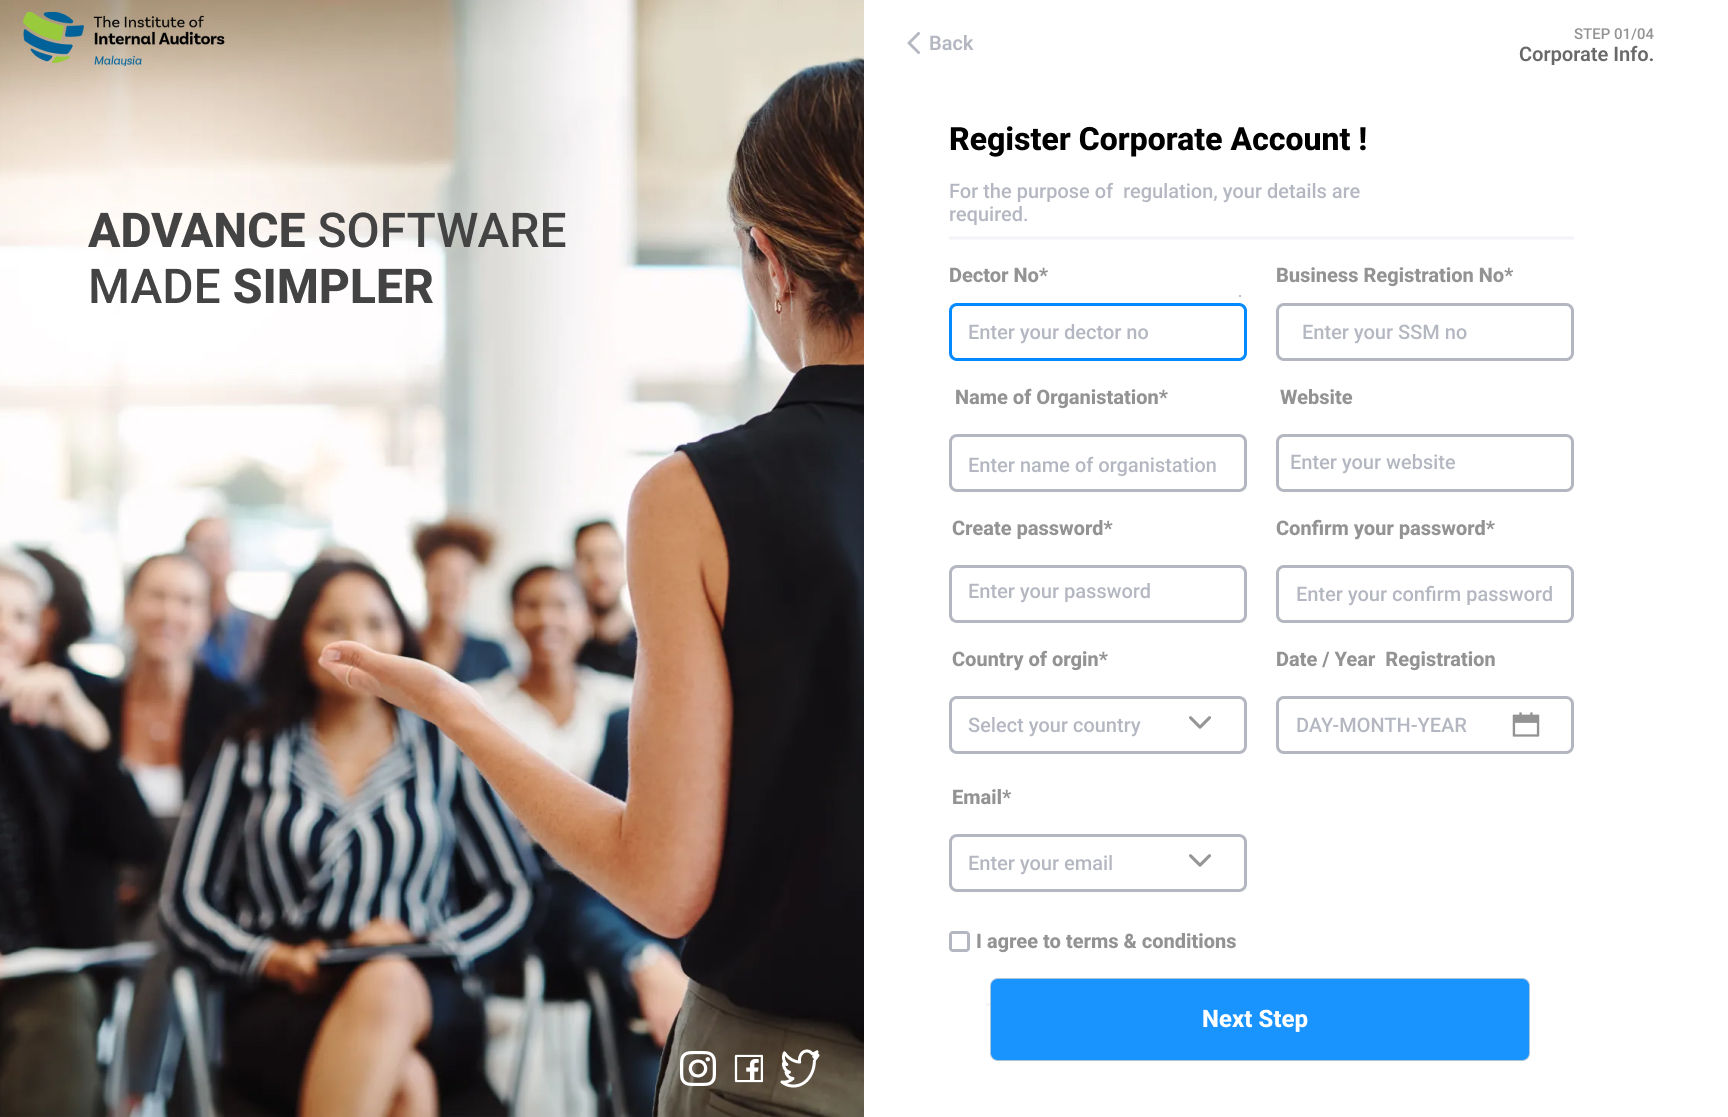 The Institute of
Internal Auditors
Malaysia
ADVANCE SOFTWARE
MADE SIMPLER
Back
STEP 01/04
Corporate Info.
Register Corporate Account !
For the purpose of  regulation, your details are
required.
Dector No*
Business Registration No*
Enter your dector no
Enter your SSM no
Name of Organistation*
Website
Enter name of organistation
Enter your website
Create password*
Confirm your password*
Enter your password
Enter your confirm password
Country of orgin*
Date / Year  Registration
Select your country
DAY-MONTH-YEAR
Email*
Enter your email
I agree to terms & conditions
Next Step